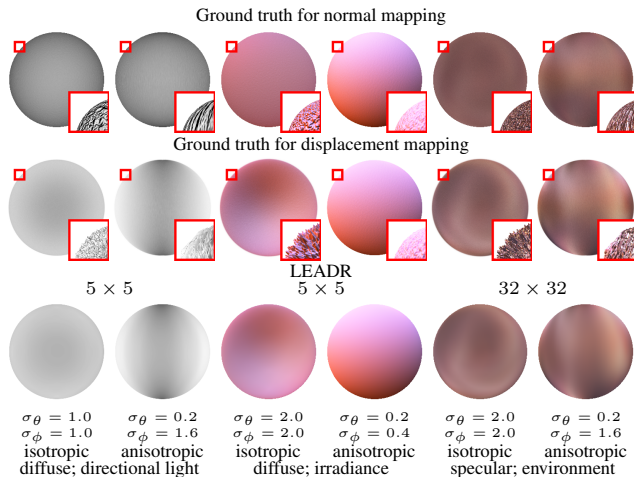 Ground truth for normal mapping
Ground truth for displacement mapping
LEADR
5 × 5 5 × 5 32 × 32
σθ = 1.0 σθ = 0.2 σθ = 2.0 σθ = 0.2 σθ = 2.0 σθ = 0.2
σϕ = 1.0 σϕ = 1.6 σϕ = 2.0 σϕ = 0.4 σϕ = 2.0 σϕ = 1.6
isotropic anisotropic isotropic anisotropic isotropic anisotropic
diffuse; directional light diffuse; irradiance specular; environment